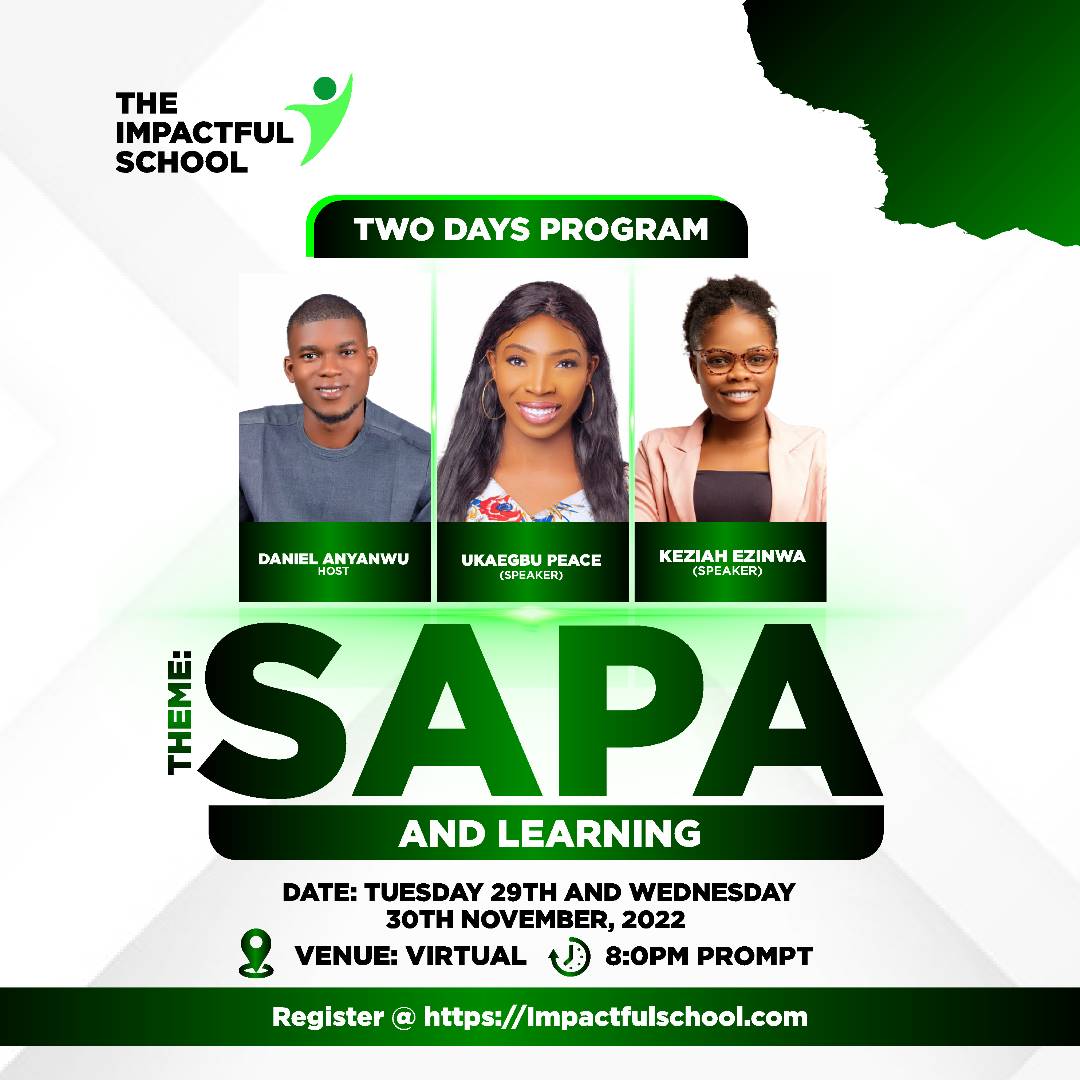 THE
IMPACTFUL
SCHOOL
TWO DAYS PROGRAM
DANIEL ANYANWU
HOST
UKAEGBU PEACE
(SPEAKER)
KEZIAH EZINWA
(SPEAKER)
THEME:
SAPA
AND LEARNING
DATE: TUESDAY 29TH AND WEDNESDAY
30TH NOVEMBER, 2022
VENUE: VIRTUAL 8:0PM PROMPT
Register @ https://Impactfulschool.com